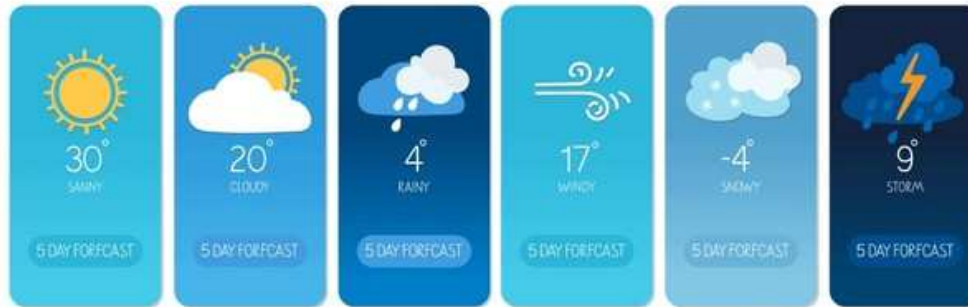 30°
SANNY
5 DAY FORFCAST
20°
CLOUDY
5 DAY FORFCAST
4°
RAINY
5 DAY FORFCAST
17°
WINDY
5 DAY FORFCAST
-4°
SNOWY
5 DAY FORFCAST
9°
STORM
5 DAY FORFCAST